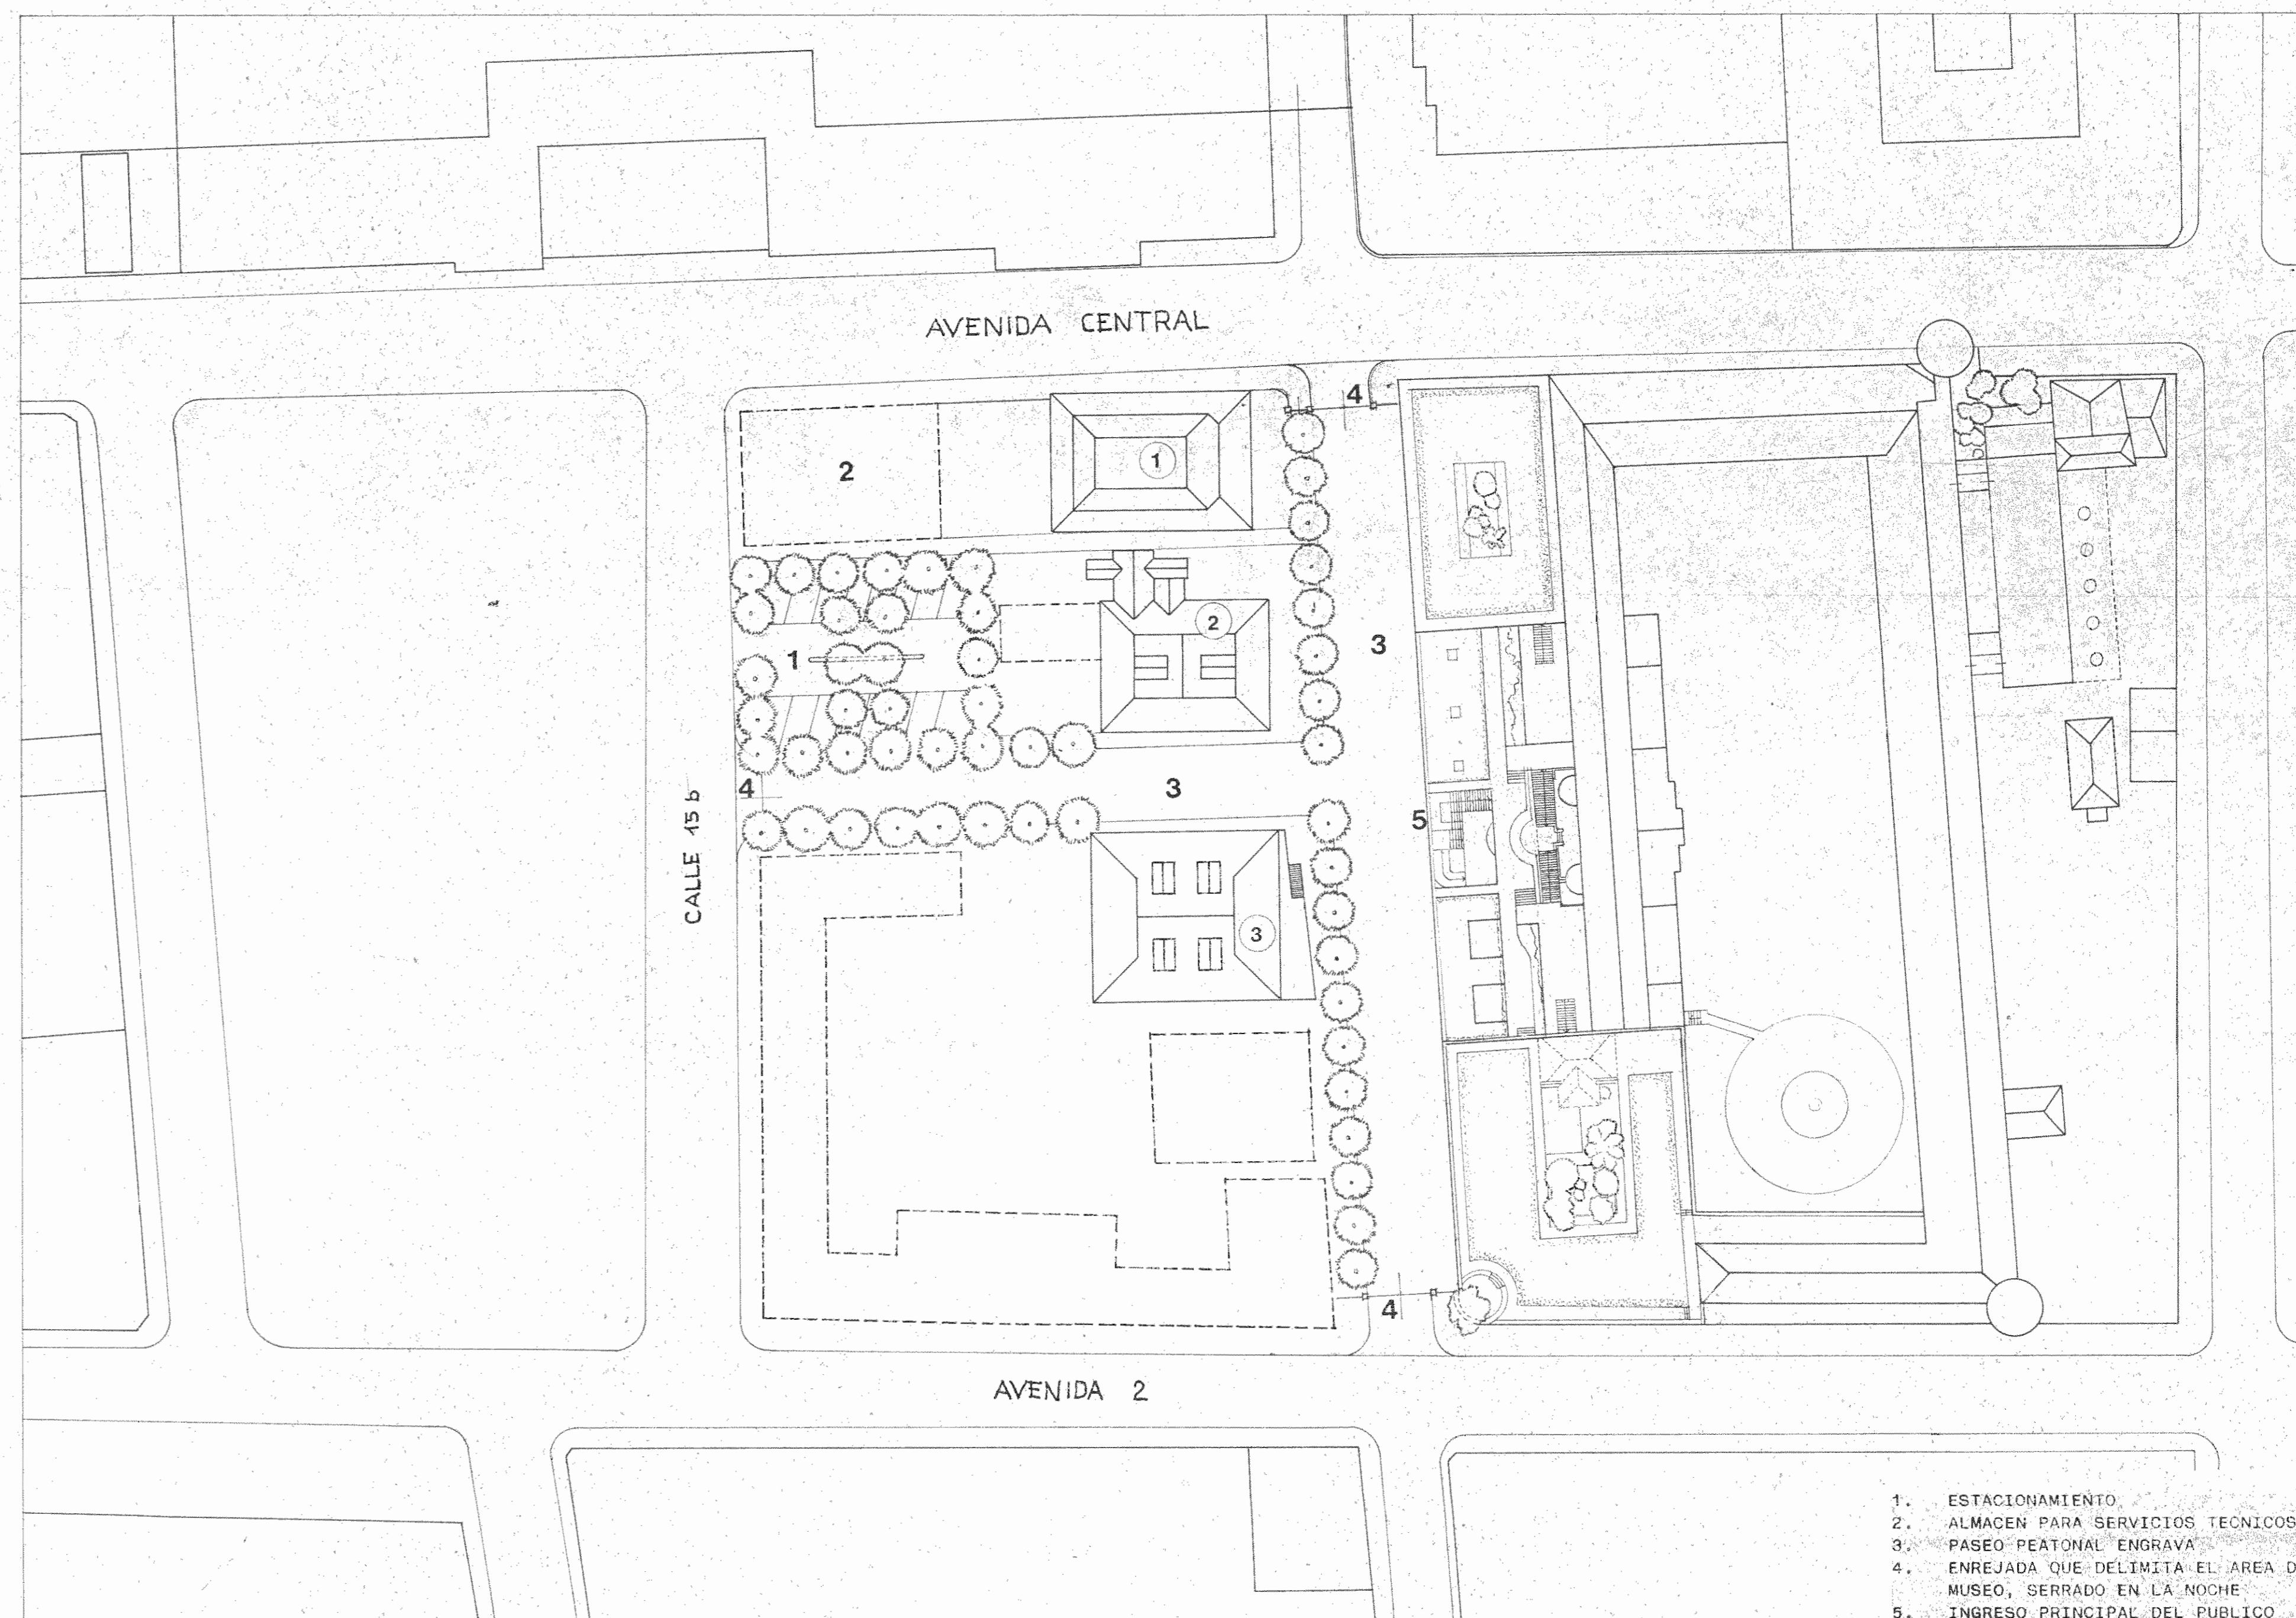 AVENIDA CENTRAL
4
2
1
2
3
1
4
3
5
CALLE 15 b
3
4
AVENIDA 2
1. ESTACIONAMIENTO
2. ALMACEN PARA SERVICIOS TECNICOS
3. PASEO PEATONAL ENGRAVA
4. ENREJADA QUE DELIMITA EL AREA D
MUSEO, SERRADO EN LA NOCHE
5. INGRESO PRINCIPAL DEL PUBLICO